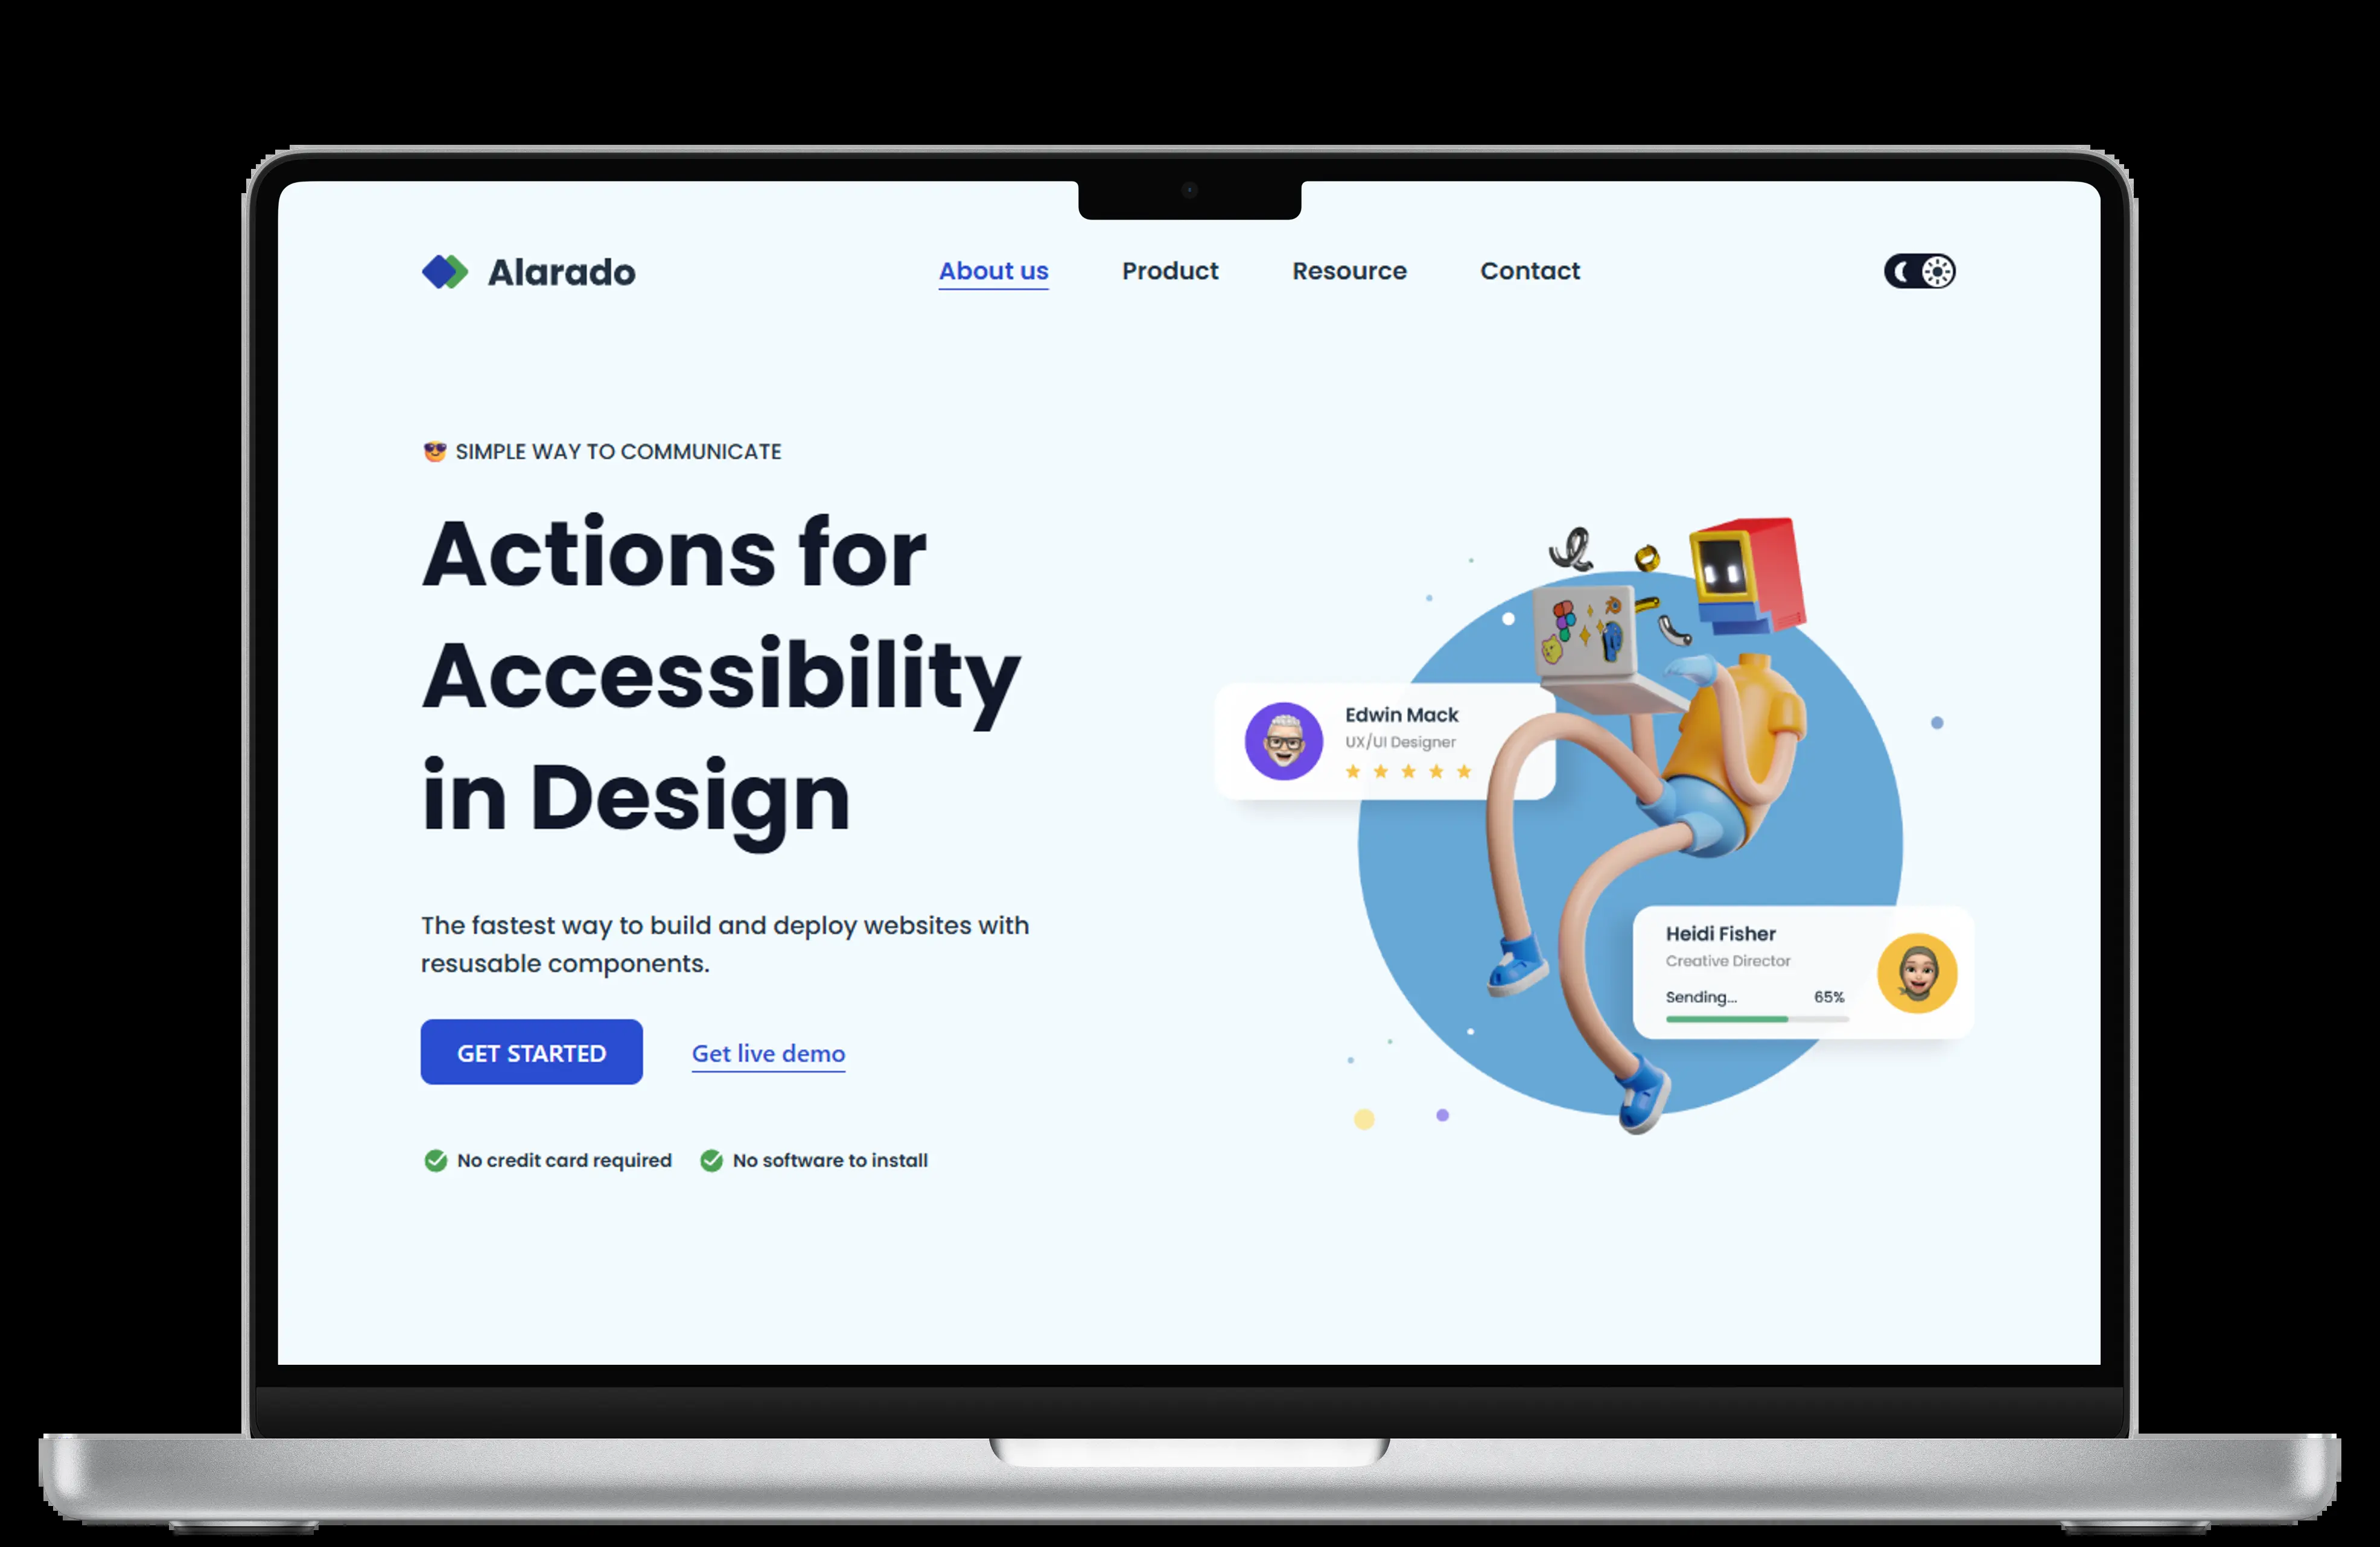 Alarado
About us Product Resource Contact
😎 SIMPLE WAY TO COMMUNICATE
Actions for
Accessibility
in Design
The fastest way to build and deploy websites with
resusable components.
GET STARTED Get live demo
No credit card required No software to install
Edwin Mack
UX/UI Designer
Heidi Fisher
Creative Director
Sending... 65%